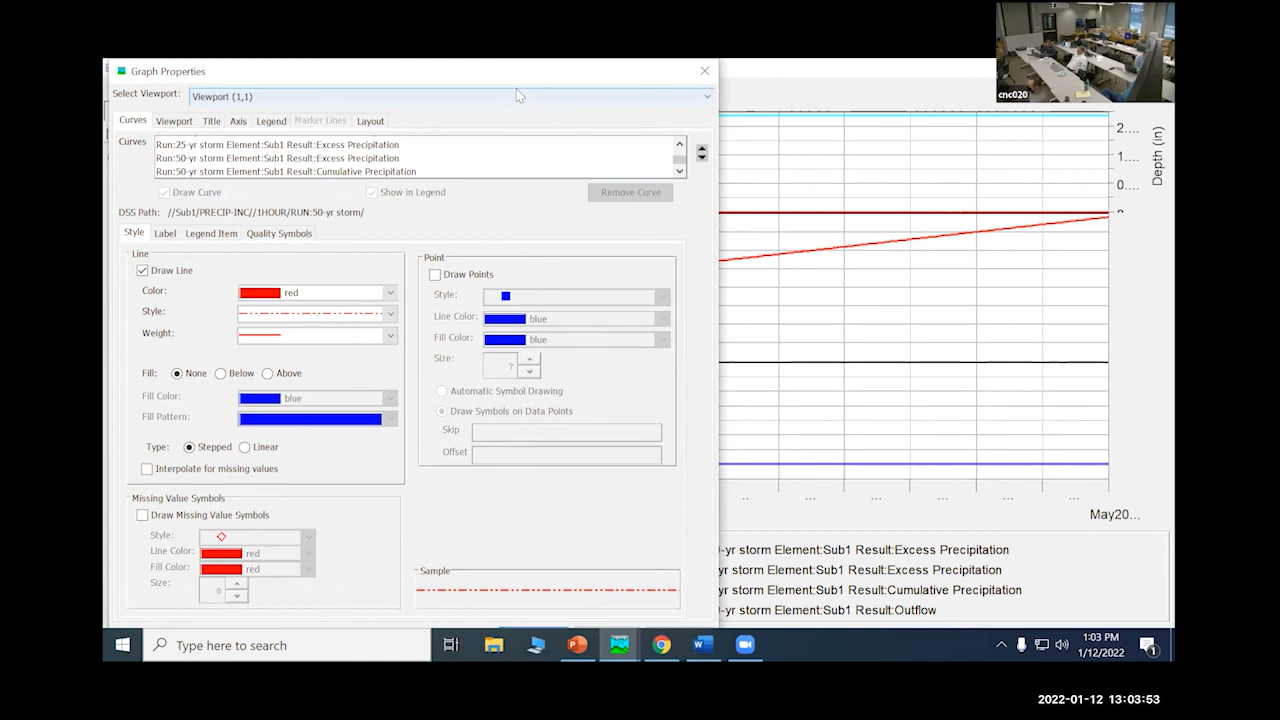 cnc020
Graph Properties
Select Viewport: Viewport (1,1)
Curves Viewport Title Axis Legend Marker Lines Layout
Curves
Run:25-yr storm Element:Sub1 Result:Excess Precipitation
Run:50-yr storm Element:Sub1 Result:Excess Precipitation
Run:50-yr storm Element:Sub1 Result:Cumulative Precipitation
Draw Curve Show in Legend Remove Curve
DSS Path: //Sub1/PRECIP-INC//1HOUR/RUN:50-yr storm/
Style Label Legend Item Quality Symbols
Line
Draw Line
Color: red
Style:
Weight:
Fill: None Below Above
Fill Color: blue
Fill Pattern:
Type: Stepped Linear
Interpolate for missing values
Missing Value Symbols
Draw Missing Value Symbols
Style:
Line Color: red
Fill Color: red
Size: 8
Point
Draw Points
Style:
Line Color: blue
Fill Color: blue
Size: 7
Automatic Symbol Drawing
Draw Symbols on Data Points
Skip
Offset
Sample
2....
1....
0....
Depth (in)
May20...
0-yr storm Element:Sub1 Result:Excess Precipitation
0-yr storm Element:Sub1 Result:Excess Precipitation
yr storm Element:Sub1 Result:Cumulative Precipitation
0-yr storm Element:Sub1 Result:Outflow
Type here to search
1:03 PM
1/12/2022
1
2022-01-12 13:03:53